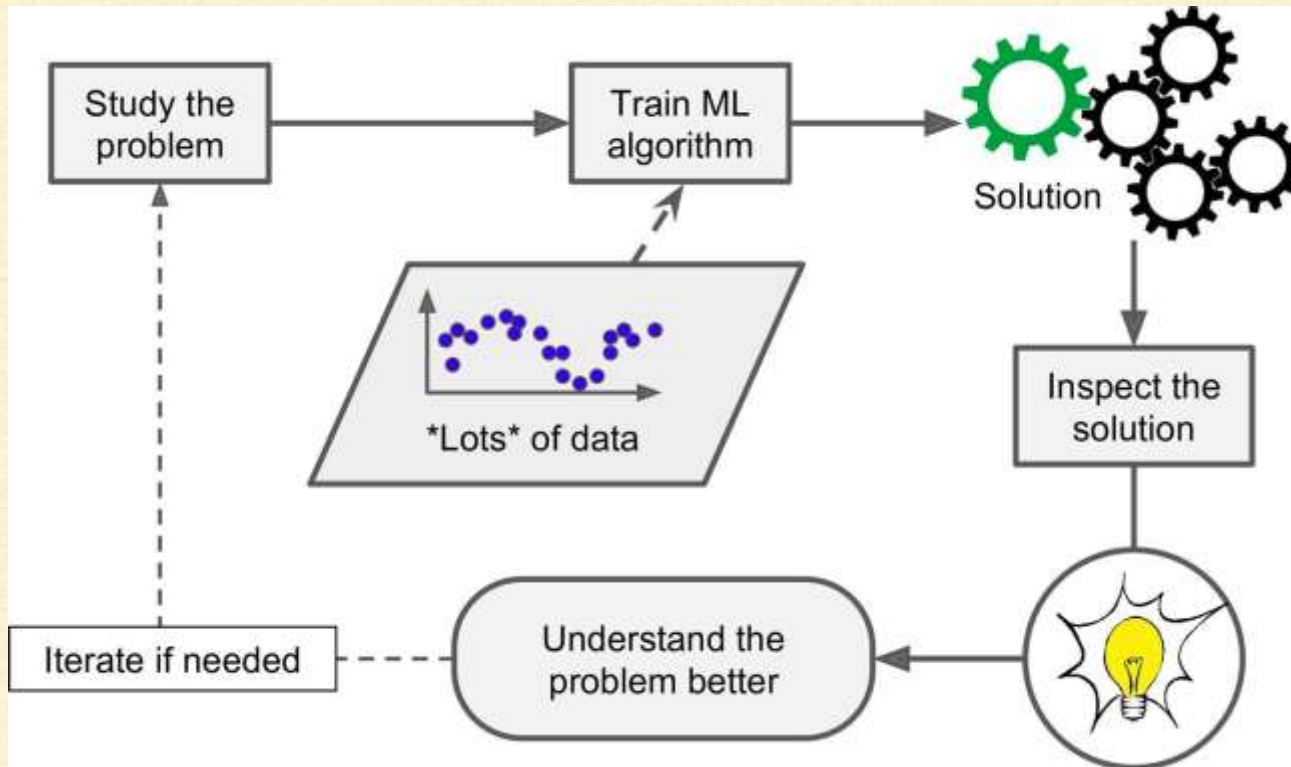 Study the
problem
Train ML
algorithm
Solution
*Lots* of data
Inspect the
solution
Understand the
problem better
Iterate if needed